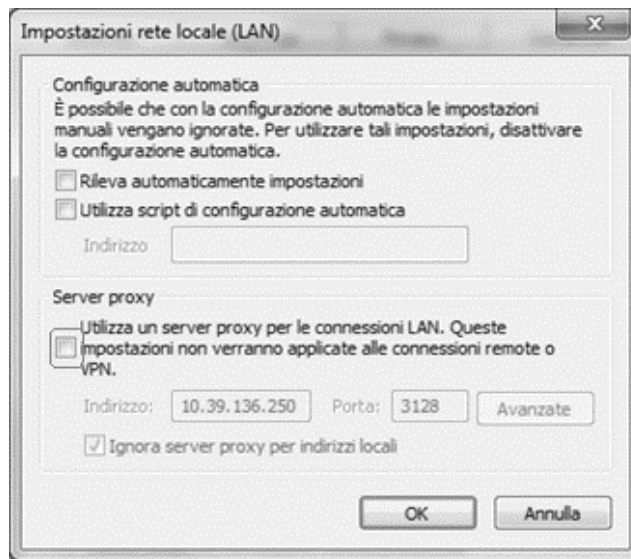 Impostazioni rete locale (LAN)
Configurazione automatica
È possibile che con la configurazione automatica le impostazioni
manuali vengano ignorate. Per utilizzare tali impostazioni, disattivare
la configurazione automatica.
Rileva automaticamente impostazioni
Utilizza script di configurazione automatica
Indirizzo
Server proxy
Utilizza un server proxy per le connessioni LAN. Queste
impostazioni non verranno applicate alle connessioni remote o
VPN.
Indirizzo: 10.39.136.250 Porta: 3128 Avanzate
Ignora server proxy per indirizzi locali
OK Annulla